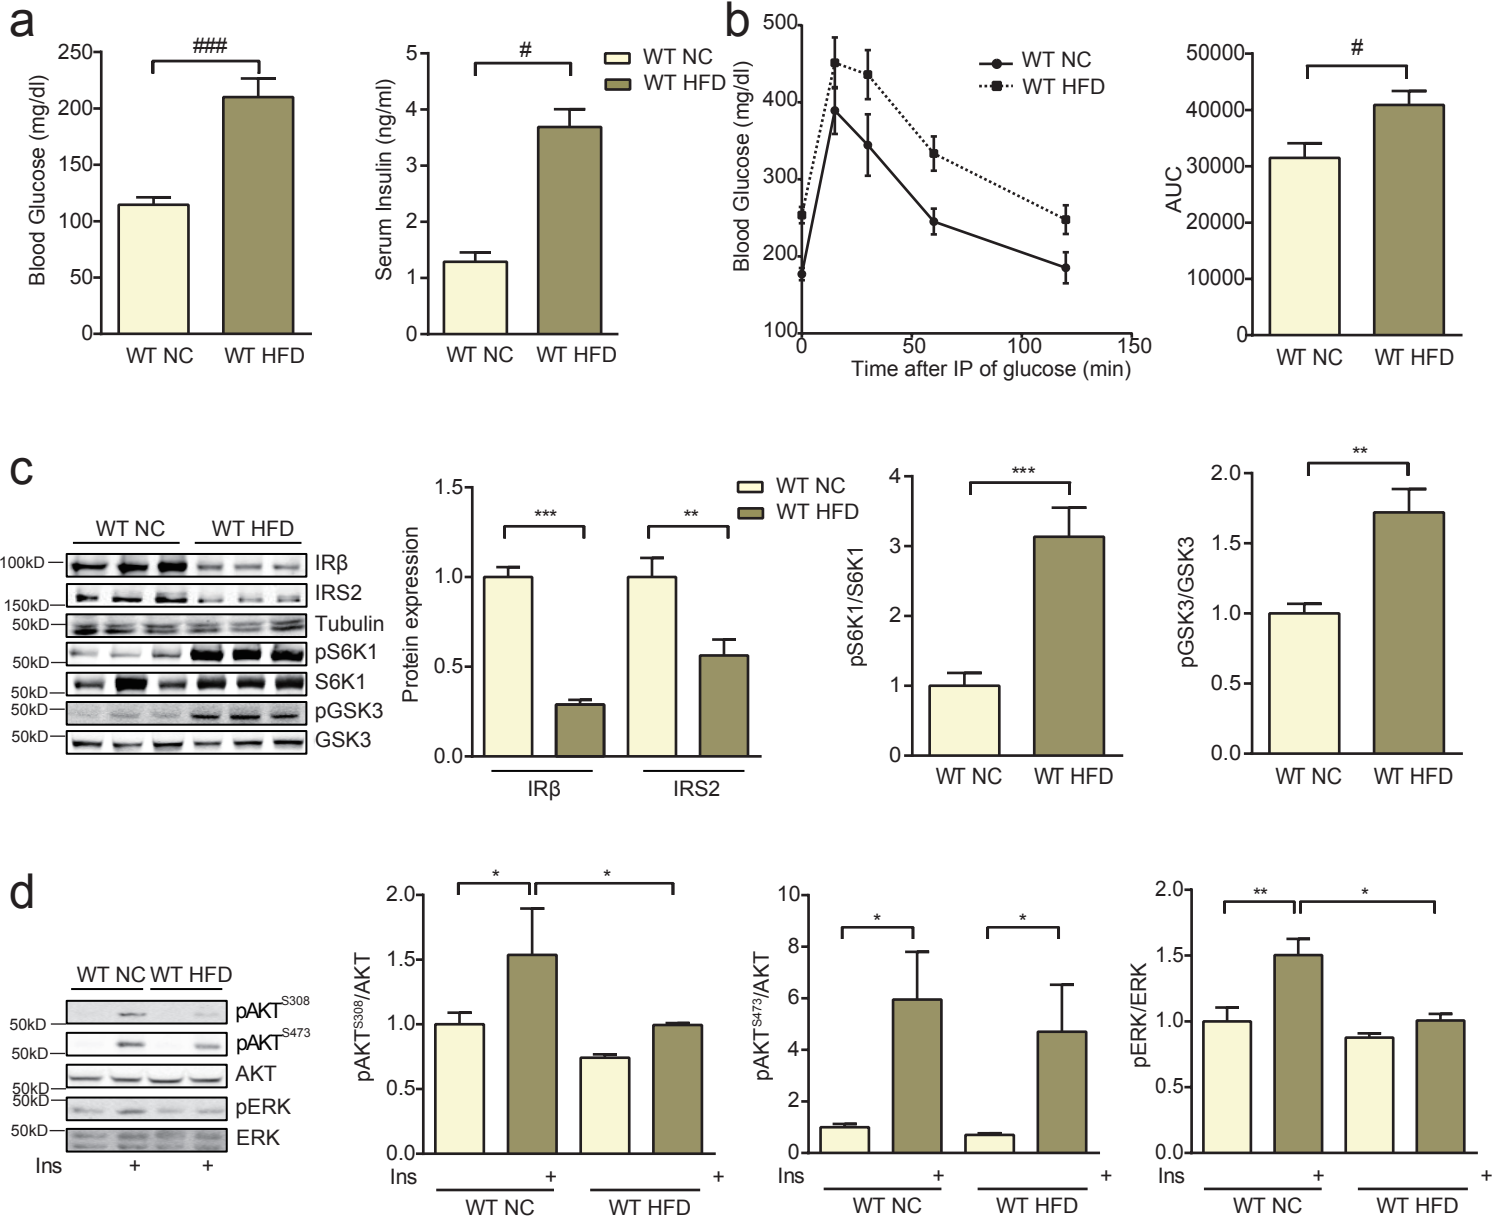 a
250
200
150
100
50
0
Blood Glucose (mg/dl)
###
WT NC
WT HFD
5
4
3
2
1
0
Serum Insulin (ng/ml)
#
WT NC
WT HFD
WT NC
WT HFD
b
500
400
300
200
100
Blood Glucose (mg/dl)
WT NC
WT HFD
0
50
100
150
Time after IP of glucose (min)
50000
40000
30000
20000
10000
0
AUC
#
WT NC
WT HFD
c
WT NC
WT HFD
100kD
IRβ
150kD
IRS2
50kD
Tubulin
50kD
pS6K1
50kD
S6K1
50kD
pGSK3
50kD
GSK3
1.5
1.0
0.5
0.0
Protein expression
***
**
IRβ
IRS2
WT NC
WT HFD
4
3
2
1
0
pS6K1/S6K1
***
WT NC
WT HFD
2.0
1.5
1.0
0.5
0.0
pGSK3/GSK3
**
WT NC
WT HFD
d
WT NC WT HFD
50kD
pAKTS308
50kD
pAKTS473
50kD
AKT
50kD
pERK
50kD
ERK
Ins + +
2.0
1.5
1.0
0.5
0.0
pAKTS308/AKT
*
*
Ins + +
WT NC
WT HFD
10
8
6
4
2
0
pAKTS473/AKT
*
*
Ins + +
WT NC
WT HFD
2.0
1.5
1.0
0.5
0.0
pERK/ERK
**
*
Ins + +
WT NC
WT HFD